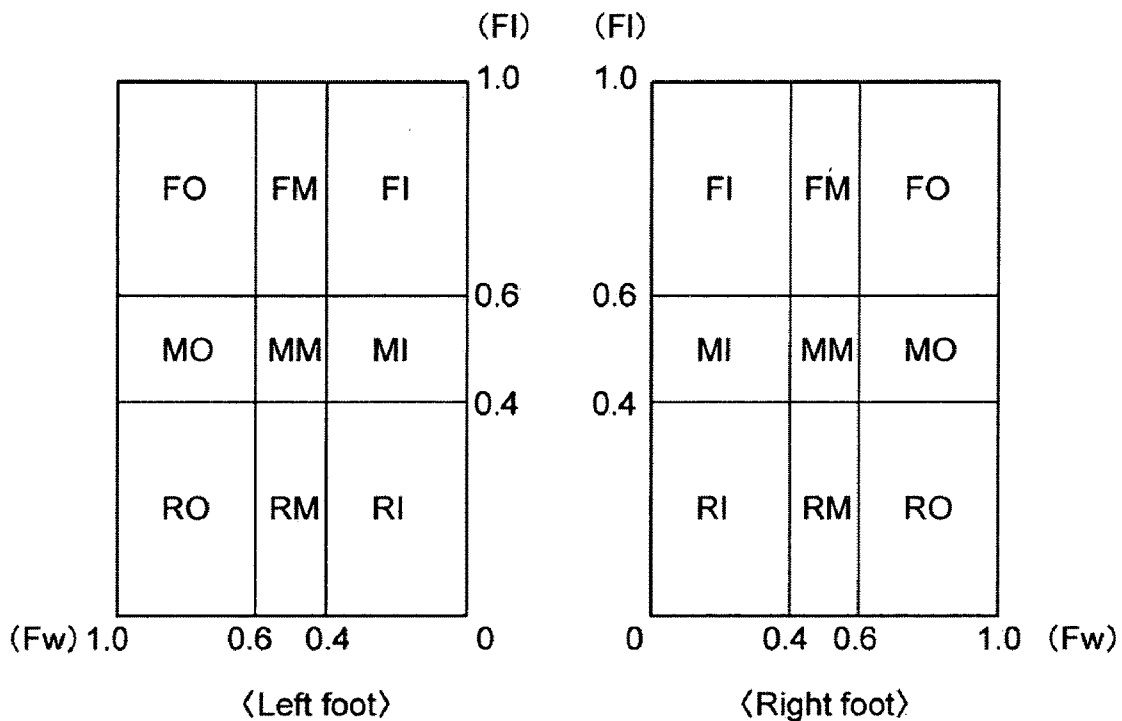 (Fl) (Fl)
1.0 1.0
FO FM FI FI FM FO
0.6 0.6
MO MM MI MI MM MO
0.4 0.4
RO RM RI RI RM RO
(Fw) 1.0 0.6 0.4 0 0 0.4 0.6 1.0 (Fw)
〈Left foot〉 〈Right foot〉